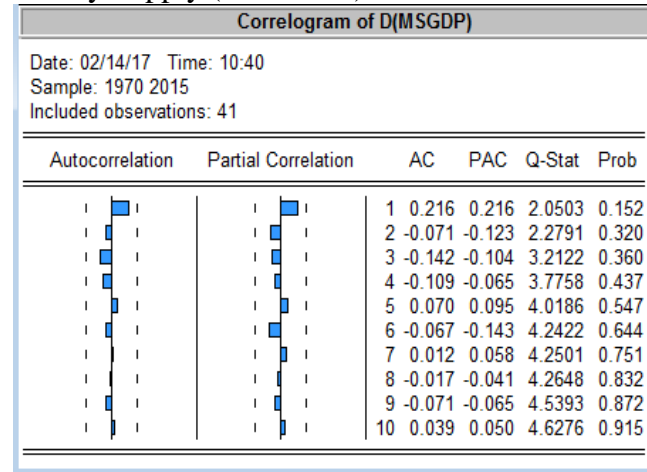 Correlogram of D(MSGDP)
Date: 02/14/17 Time: 10:40
Sample: 1970 2015
Included observations: 41
Autocorrelation Partial Correlation AC PAC Q-Stat Prob
1 0.216 0.216 2.0503 0.152
2 -0.071 -0.123 2.2791 0.320
3 -0.142 -0.104 3.2122 0.360
4 -0.109 -0.065 3.7758 0.437
5 0.070 0.095 4.0186 0.547
6 -0.067 -0.143 4.2422 0.644
7 0.012 0.058 4.2501 0.751
8 -0.017 -0.041 4.2648 0.832
9 -0.071 -0.065 4.5393 0.872
10 0.039 0.050 4.6276 0.915